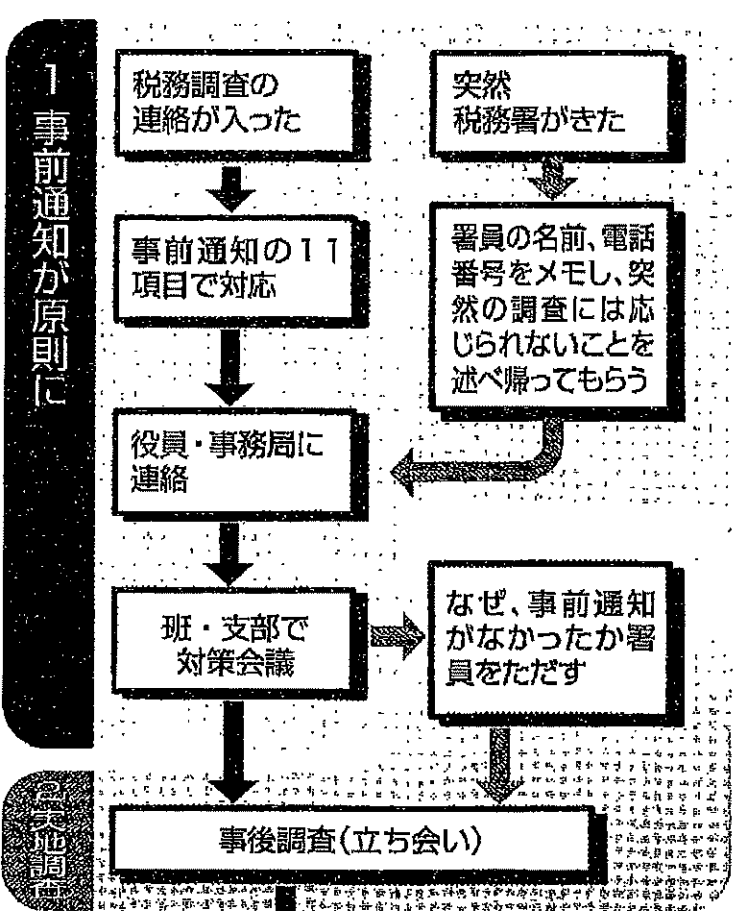 1 事前通知が原則に
税務調査の
連絡が入った
突然
税務署がきた
事前通知の11
項目で対応
署員の名前、電話
番号をメモし、突
然の調査には応
じられないことを
述べ帰ってもらう
役員・事務局に
連絡
班・支部で
対策会議
なぜ、事前通知
がなかったか署
員をただす
2実地調査
事後調査(立ち会い)